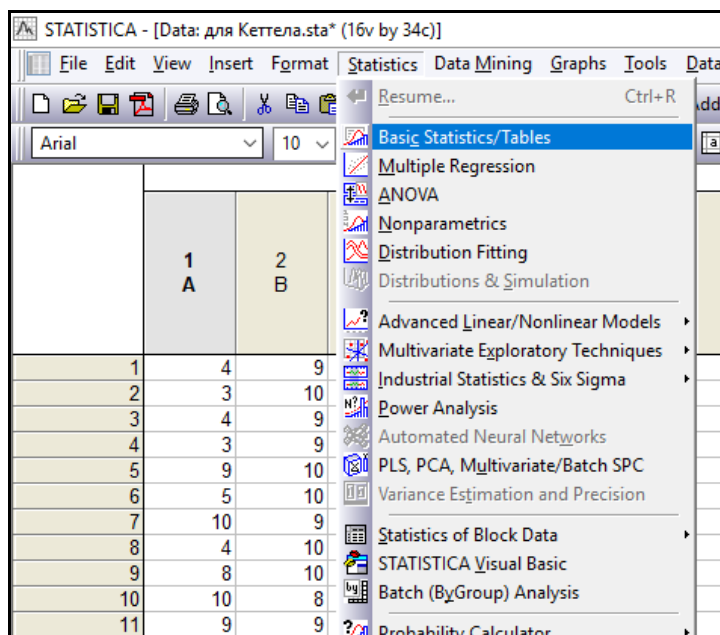 STATISTICA - [Data: для Кеттела.sta* (16v by 34c)]
File Edit View Insert Format Statistics Data Mining Graphs Tools Data
Resume... Ctrl+R
Add
Arial 10
Basic Statistics/Tables
Multiple Regression
ANOVA
Nonparametrics
Distribution Fitting
Distributions & Simulation
Advanced Linear/Nonlinear Models
Multivariate Exploratory Techniques
Industrial Statistics & Six Sigma
Power Analysis
Automated Neural Networks
PLS, PCA, Multivariate/Batch SPC
Variance Estimation and Precision
Statistics of Block Data
STATISTICA Visual Basic
Batch (ByGroup) Analysis
Probability Calculator
1 2
A B
1 4 9
2 3 10
3 4 9
4 3 9
5 9 10
6 5 10
7 10 9
8 4 10
9 8 10
10 10 8
11 9 9